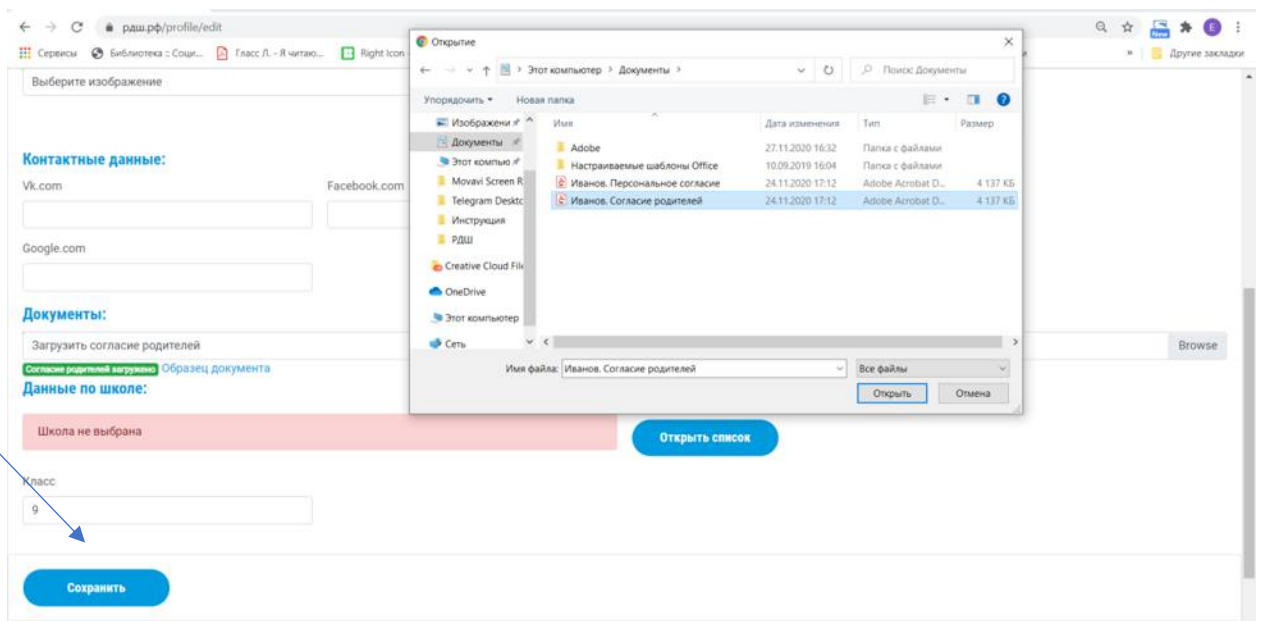 рдш.рф/profile/edit
Сервисы Библиотека :: Соци... Гласс Л. - Я читаю... Right Icon » Другие закладки
New E
Выберите изображение
Контактные данные:
Vk.com Facebook.com
Google.com
Документы:
Загрузить согласие родителей Browse
Согласие родителей загружено Образец документа
Данные по школе:
Школа не выбрана Открыть список
Класс
9
Сохранить
Открытие
Этот компьютер > Документы > Поиск: Документы
Упорядочить Новая папка
Имя Дата изменения Тип Размер
Изображени
Документы
Этот компью
Movavi Screen R
Telegram Desktc
Инструкция
РДШ
Creative Cloud File
OneDrive
Этот компьютер
Сеть
Adobe 27.11.2020 16:32 Папка с файлами
Настраиваемые шаблоны Office 10.09.2019 16:04 Папка с файлами
Иванов. Персональное согласие 24.11.2020 17:12 Adobe Acrobat D... 4 137 КБ
Иванов. Согласие родителей 24.11.2020 17:12 Adobe Acrobat D... 4 137 КБ
Имя файла: Иванов. Согласие родителей Все файлы
Открыть Отмена